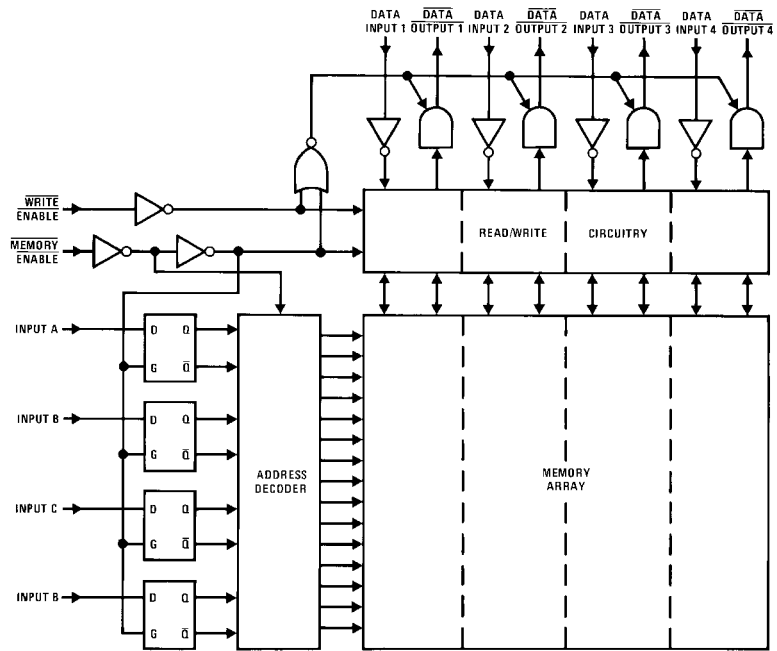 DATA INPUT 1
DATA OUTPUT 1
DATA INPUT 2
DATA OUTPUT 2
DATA INPUT 3
DATA OUTPUT 3
DATA INPUT 4
DATA OUTPUT 4
WRITE ENABLE
MEMORY ENABLE
READ/WRITE CIRCUITRY
INPUT A
D Q
G Q̅
INPUT B
D Q
G Q̅
INPUT C
D Q
G Q̅
INPUT B
D Q
G Q̅
ADDRESS DECODER
MEMORY ARRAY